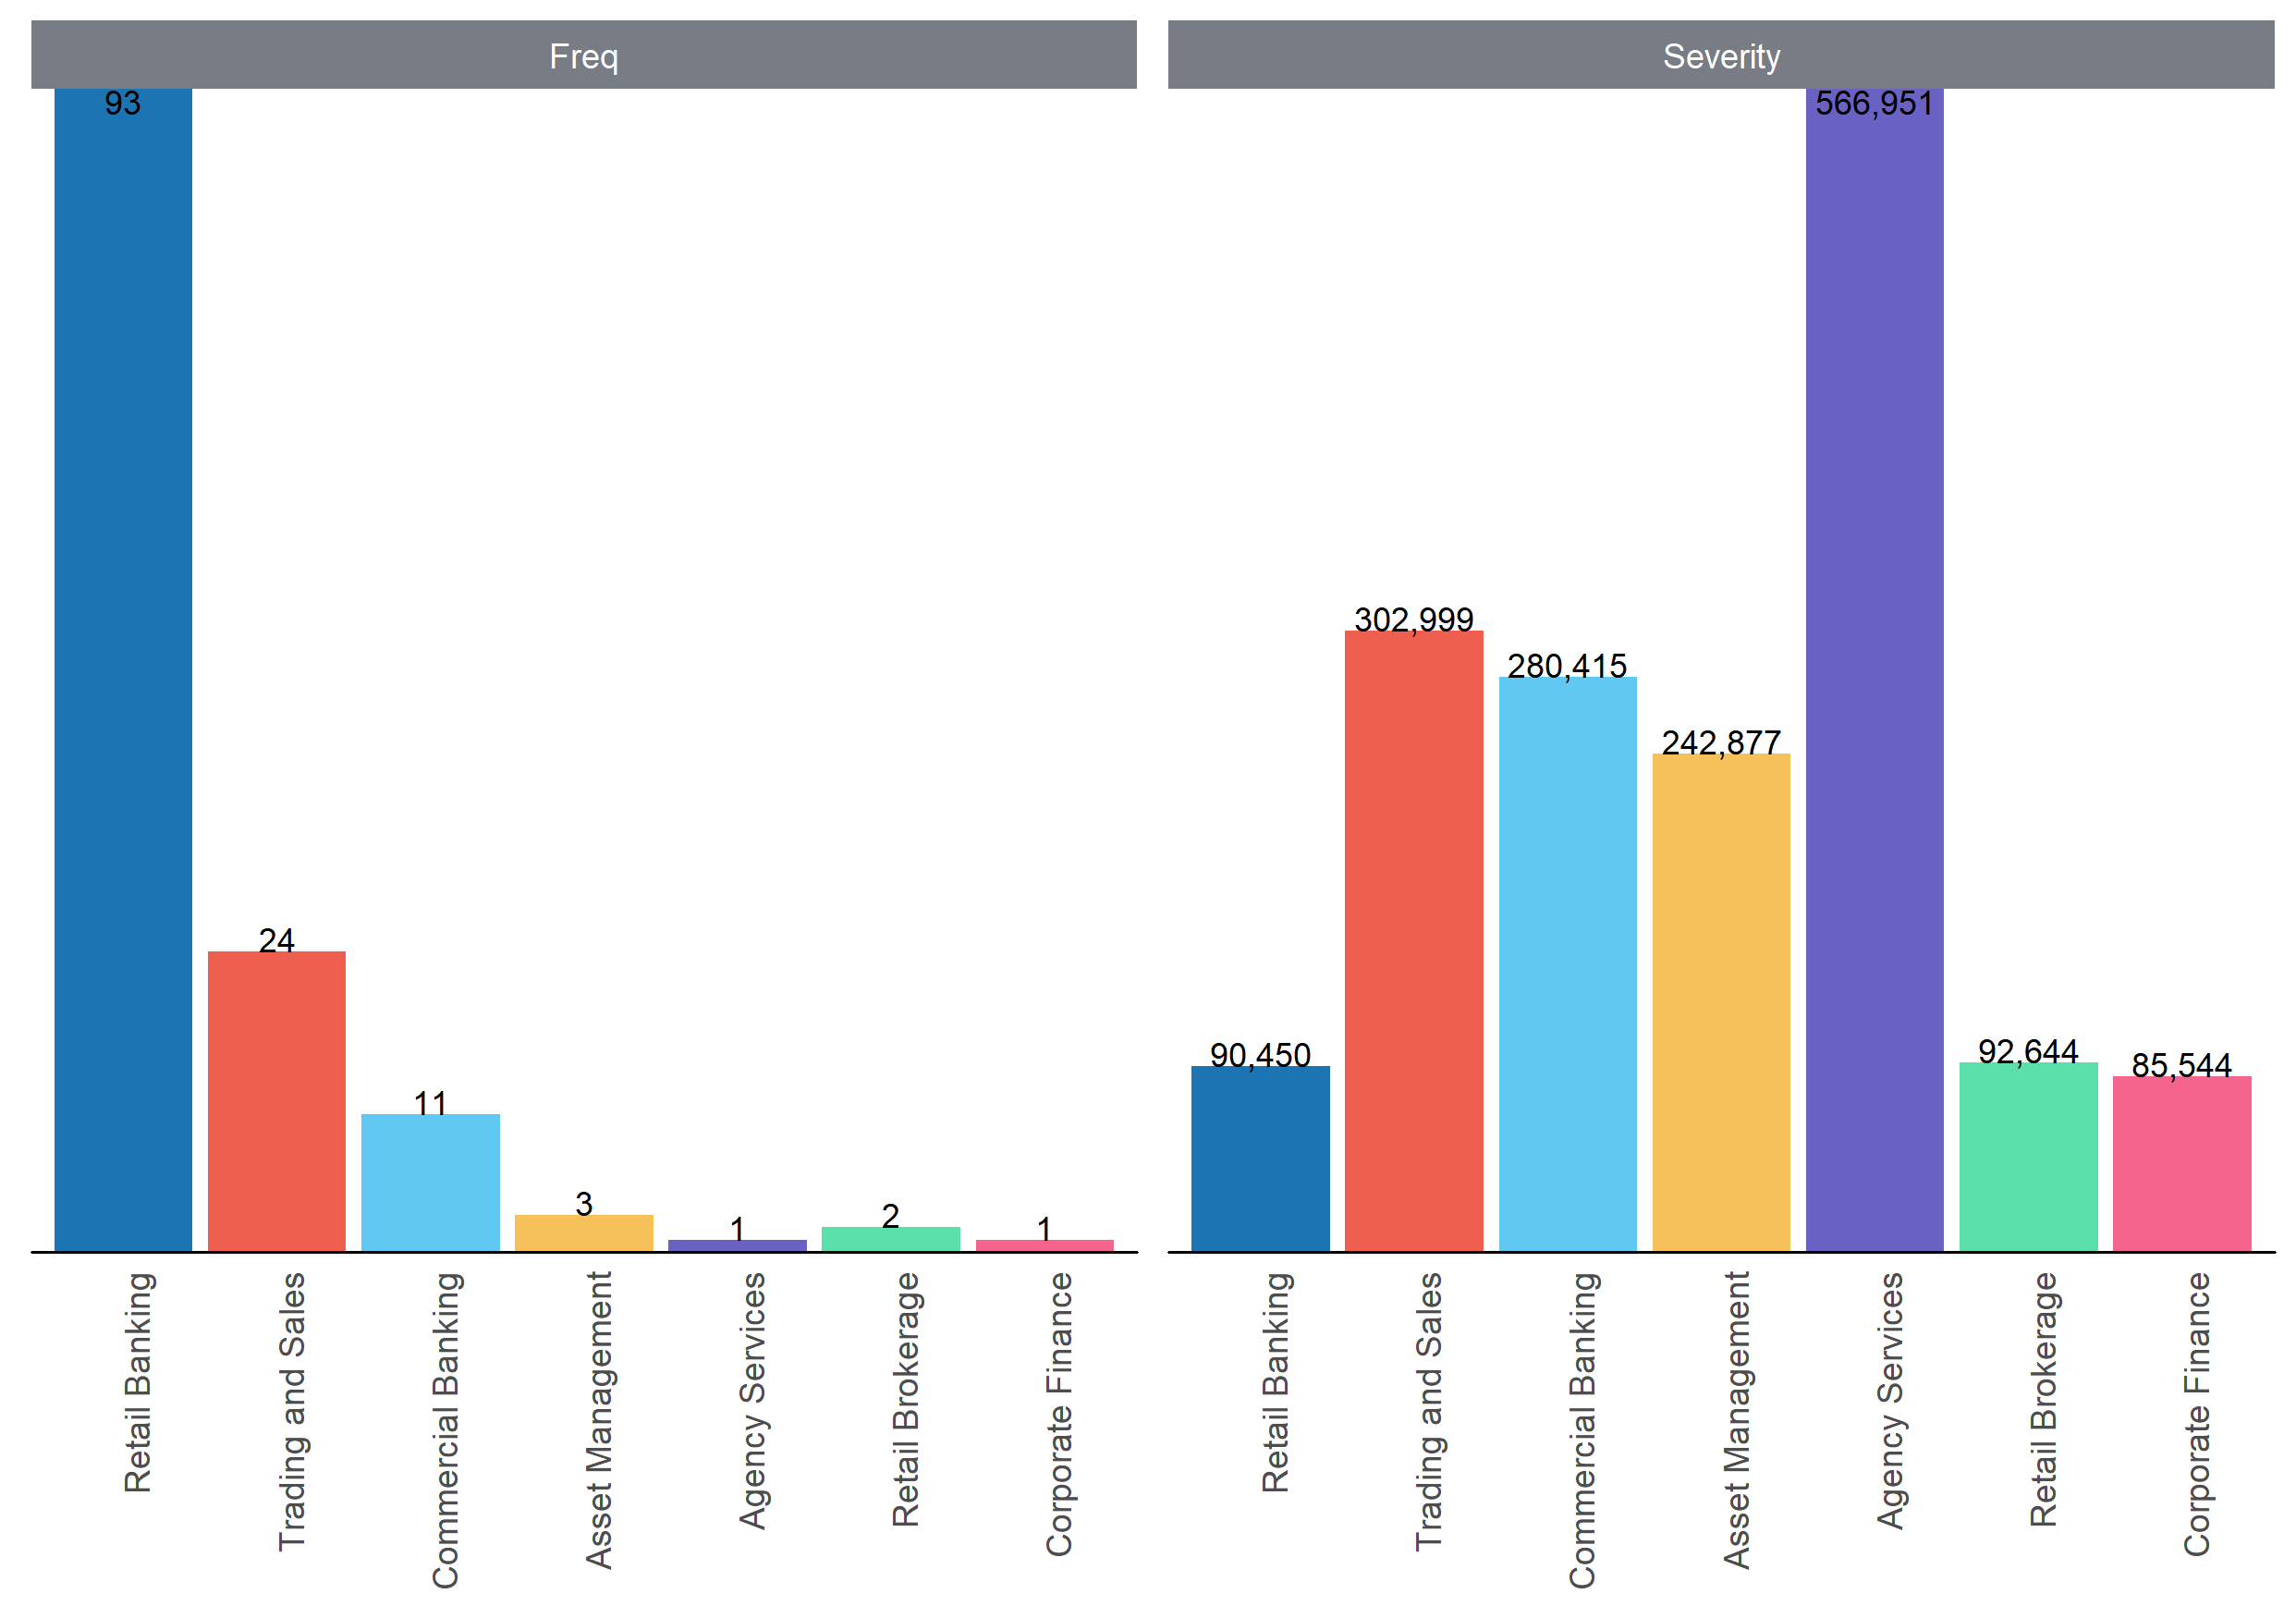 Freq
93
24
11
3
1
2
1
Retail Banking
Trading and Sales
Commercial Banking
Asset Management
Agency Services
Retail Brokerage
Corporate Finance
Severity
90,450
302,999
280,415
242,877
566,951
92,644
85,544
Retail Banking
Trading and Sales
Commercial Banking
Asset Management
Agency Services
Retail Brokerage
Corporate Finance